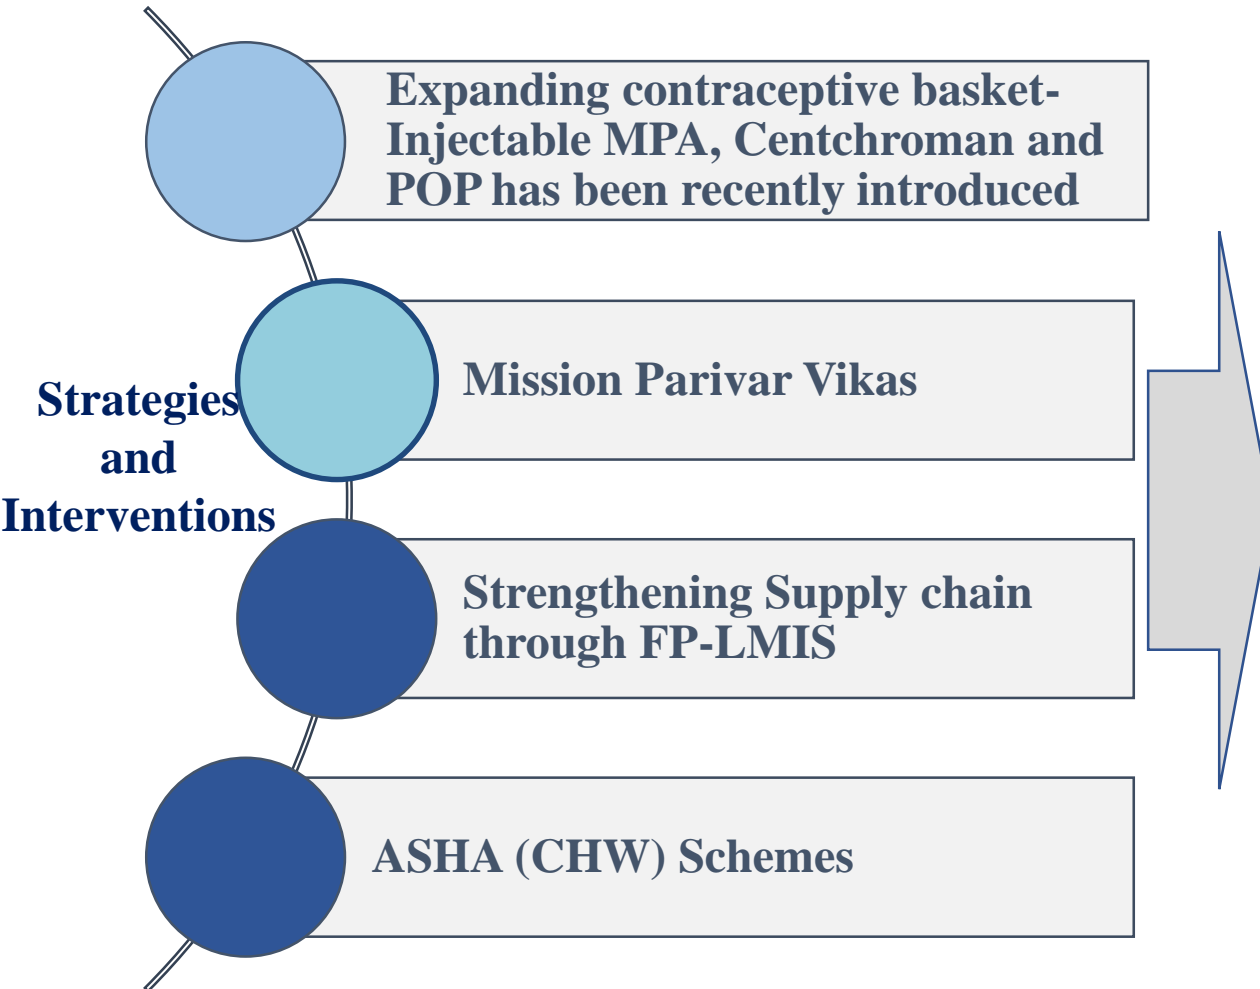 Expanding contraceptive basket-
Injectable MPA, Centchroman and
POP has been recently introduced
Mission Parivar Vikas
Strategies
and
Interventions
Strengthening Supply chain
through FP-LMIS
ASHA (CHW) Schemes